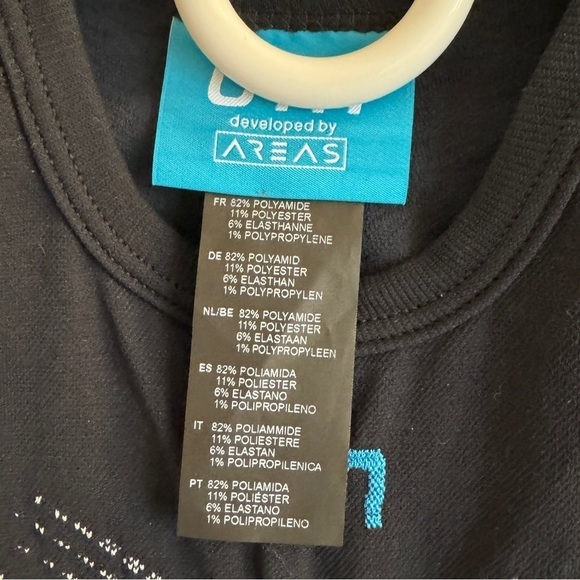 developed by
AREAS
FR 82% POLYAMIDE
11% POLYESTER
6% ELASTHANNE
1% POLYPROPYLENE
DE 82% POLYAMID
11% POLYESTER
6% ELASTHAN
1% POLYPROPYLEN
NL/BE 82% POLYAMIDE
11% POLYESTER
6% ELASTAAN
1% POLYPROPYLEEN
ES 82% POLIAMIDA
11% POLIESTER
6% ELASTANO
1% POLIPROPILENO
IT 82% POLIAMMIDE
11% POLIESTERE
6% ELASTAN
1% POLIPROPILENICA
PT 82% POLIAMIDA
11% POLIÉSTER
6% ELASTANO
1% POLIPROPILENO